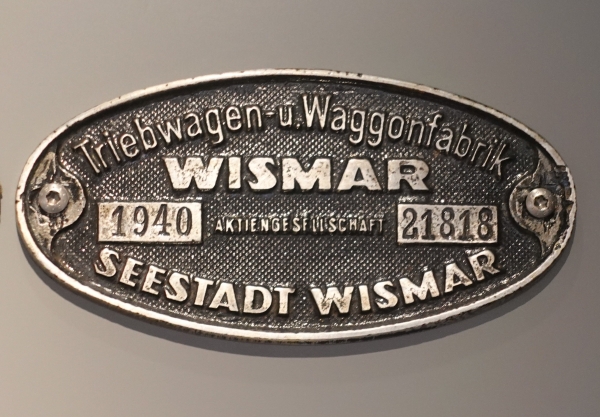 Triebwagen- u. Waggonfabrik
WISMAR
1940 AKTIENGESELLSCHAFT 21818
SEESTADT WISMAR